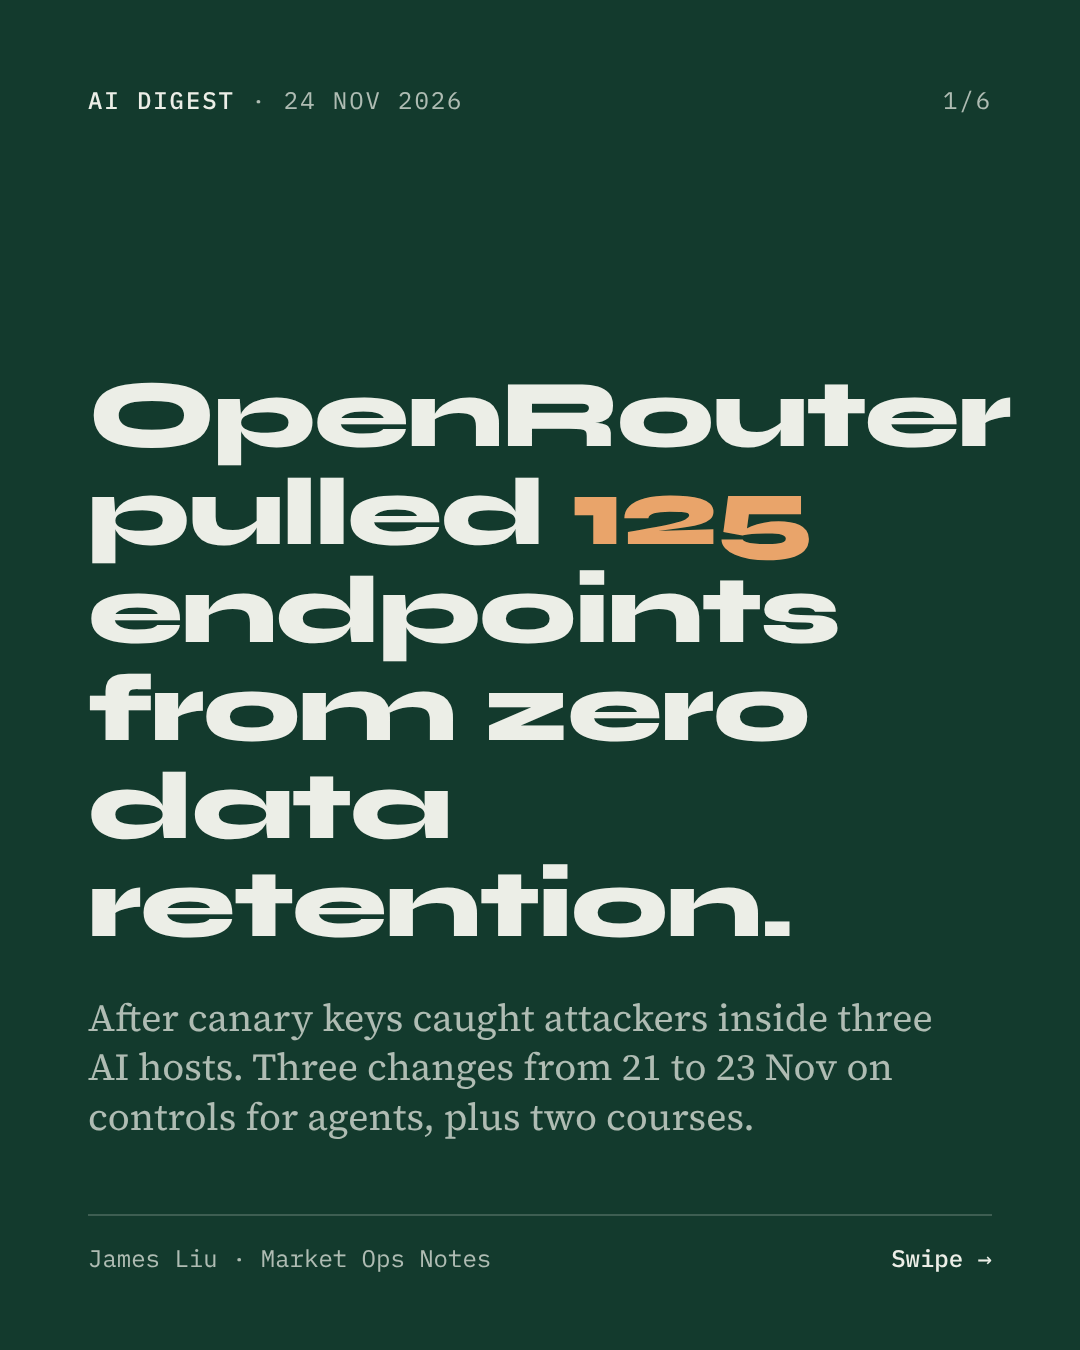 AI DIGEST · 24 NOV 2026
1/6
OpenRouter
pulled 125
endpoints
from zero
data
retention.
After canary keys caught attackers inside three
AI hosts. Three changes from 21 to 23 Nov on
controls for agents, plus two courses.
James Liu · Market Ops Notes
Swipe →